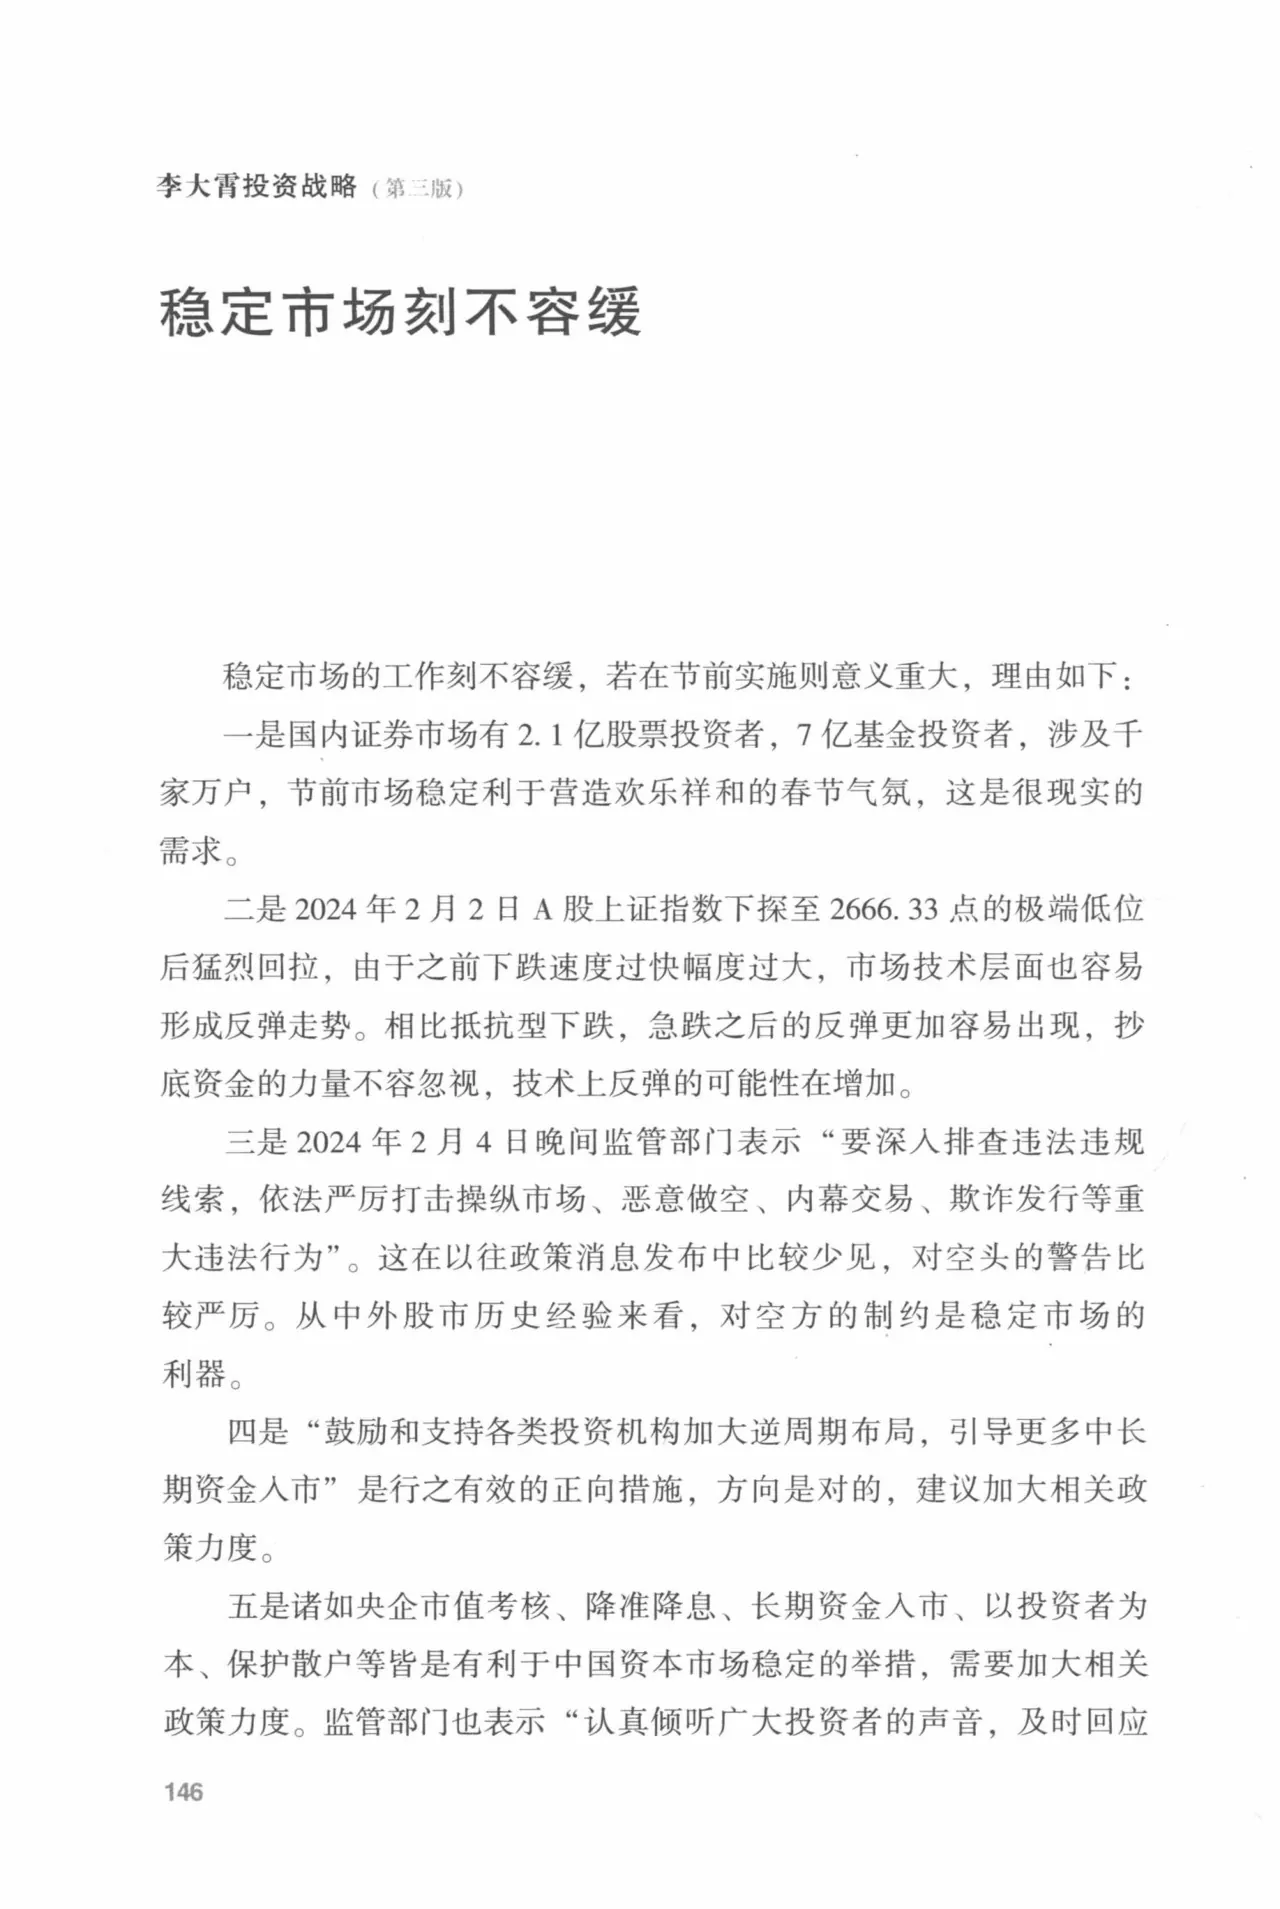 李大霄投资战略（第三版）
稳定市场刻不容缓
稳定市场的工作刻不容缓，若在节前实施则意义重大，理由如下：
一是国内证券市场有 2.1 亿股票投资者，7 亿基金投资者，涉及千
家万户，节前市场稳定利于营造欢乐祥和的春节气氛，这是很现实的
需求。
二是 2024 年 2 月 2 日 A 股上证指数下探至 2666.33 点的极端低位
后猛烈回拉，由于之前下跌速度过快幅度过大，市场技术层面也容易
形成反弹走势。相比抵抗型下跌，急跌之后的反弹更加容易出现，抄
底资金的力量不容忽视，技术上反弹的可能性在增加。
三是 2024 年 2 月 4 日晚间监管部门表示“要深入排查违法违规
线索，依法严厉打击操纵市场、恶意做空、内幕交易、欺诈发行等重
大违法行为”。这在以往政策消息发布中比较少见，对空头的警告比
较严厉。从中外股市历史经验来看，对空方的制约是稳定市场的
利器。
四是“鼓励和支持各类投资机构加大逆周期布局，引导更多中长
期资金入市”是行之有效的正向措施，方向是对的，建议加大相关政
策力度。
五是诸如央企市值考核、降准降息、长期资金入市、以投资者为
本、保护散户等皆是有利于中国资本市场稳定的举措，需要加大相关
政策力度。监管部门也表示“认真倾听广大投资者的声音，及时回应
146